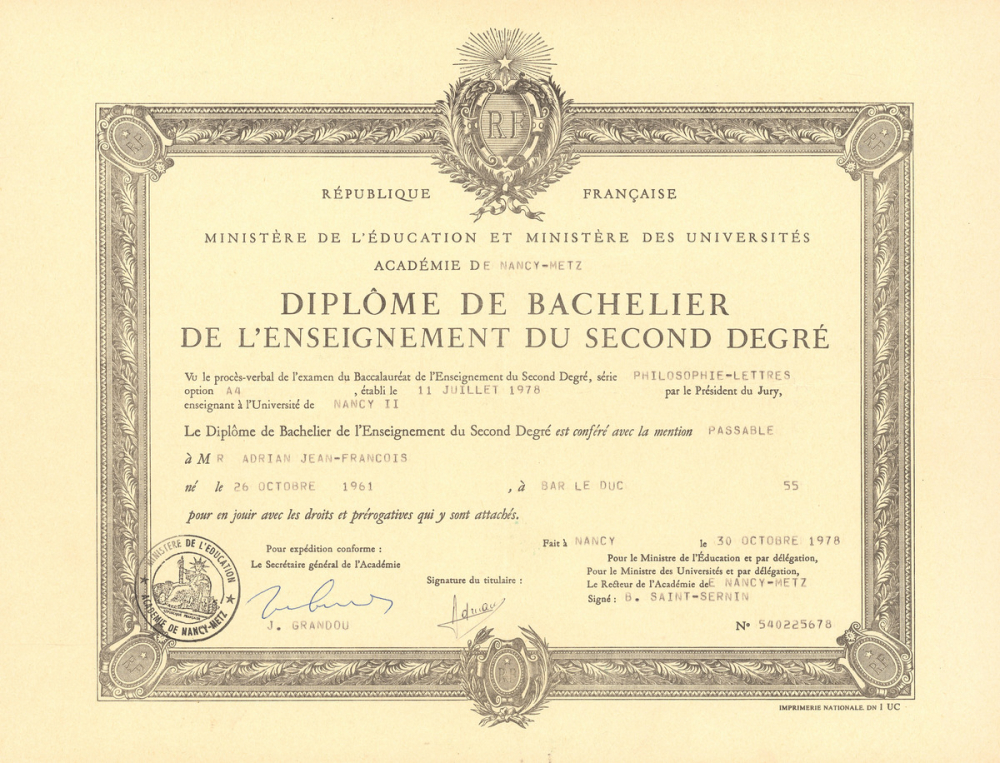 RF
RÉPUBLIQUE FRANÇAISE
MINISTÈRE DE L'ÉDUCATION ET MINISTÈRE DES UNIVERSITÉS
ACADÉMIE DE NANCY-METZ
DIPLÔME DE BACHELIER
DE L'ENSEIGNEMENT DU SECOND DEGRÉ
Vu le procès-verbal de l'examen du Baccalauréat de l'Enseignement du Second Degré, série PHILOSOPHIE-LETTRES
option A4 , établi le 11 JUILLET 1978 par le Président du Jury,
enseignant à l'Université de NANCY II
Le Diplôme de Bachelier de l'Enseignement du Second Degré est conféré avec la mention PASSABLE
à M R ADRIAN JEAN-FRANCOIS
né le 26 OCTOBRE 1961 , à BAR LE DUC 55
pour en jouir avec les droits et prérogatives qui y sont attachés.
Fait à NANCY le 30 OCTOBRE 1978
Pour expédition conforme :
Le Secrétaire général de l'Académie
J. GRANDOU
Signature du titulaire :
Adrian
Pour le Ministre de l'Éducation et par délégation,
Pour le Ministre des Universités et par délégation,
Le Recteur de l'Académie de E NANCY-METZ
Signé : B. SAINT-SERNIN
N° 540225678
MINISTERE DE L'EDUCATION
ACADEMIE DE NANCY-METZ
IMPRIMERIE NATIONALE. DN 1 UC